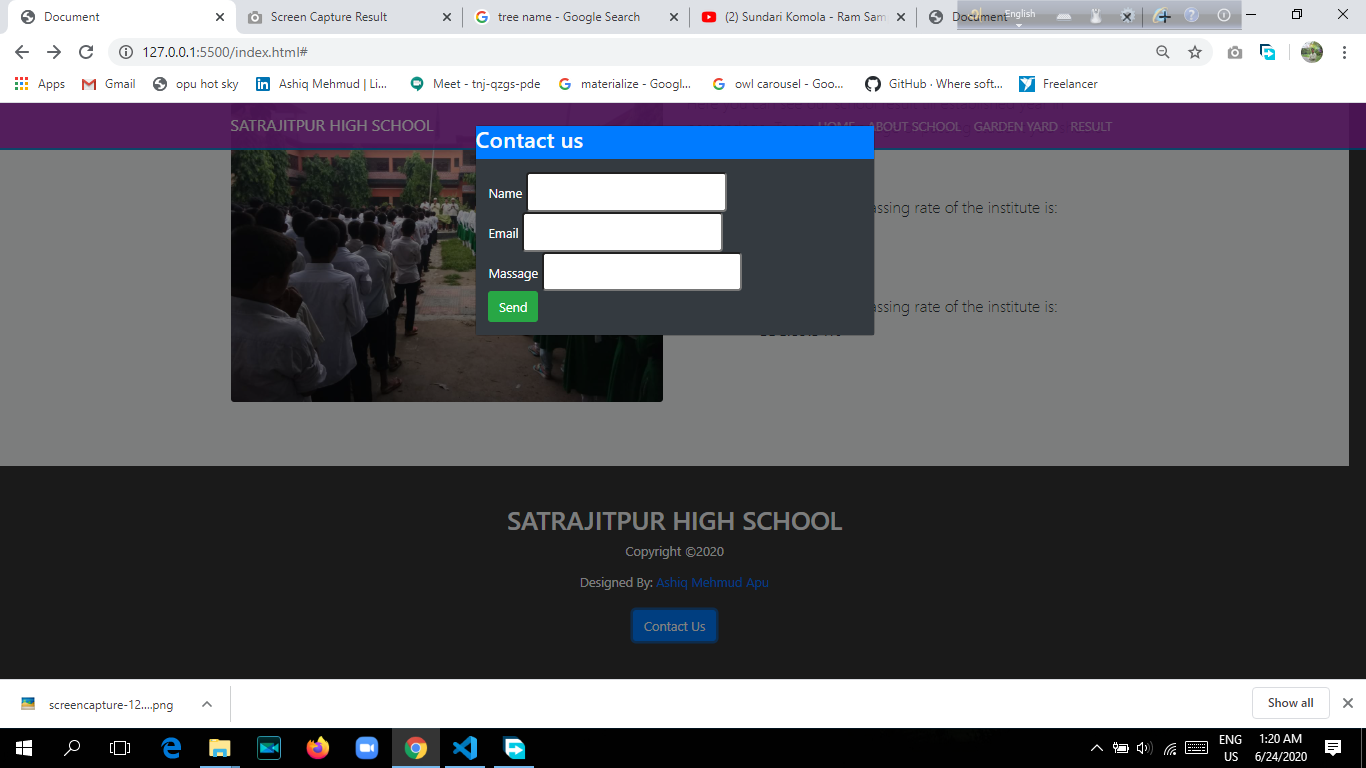 Document
Screen Capture Result
tree name - Google Search
(2) Sundari Komola - Ram Sam
Document
English
127.0.0.1:5500/index.html#
Apps
Gmail
opu hot sky
Ashiq Mehmud | Li...
Meet - tnj-qzgs-pde
materialize - Googl...
owl carousel - Goo...
GitHub · Where soft...
Freelancer
SATRAJITPUR HIGH SCHOOL
HOME
ABOUT SCHOOL
GARDEN YARD
RESULT
Contact us
Name
Email
Massage
Send
assing rate of the institute is:
assing rate of the institute is:
SATRAJITPUR HIGH SCHOOL
Copyright ©2020
Designed By: Ashiq Mehmud Apu
Contact Us
screencapture-12....png
Show all
ENG
US
1:20 AM
6/24/2020